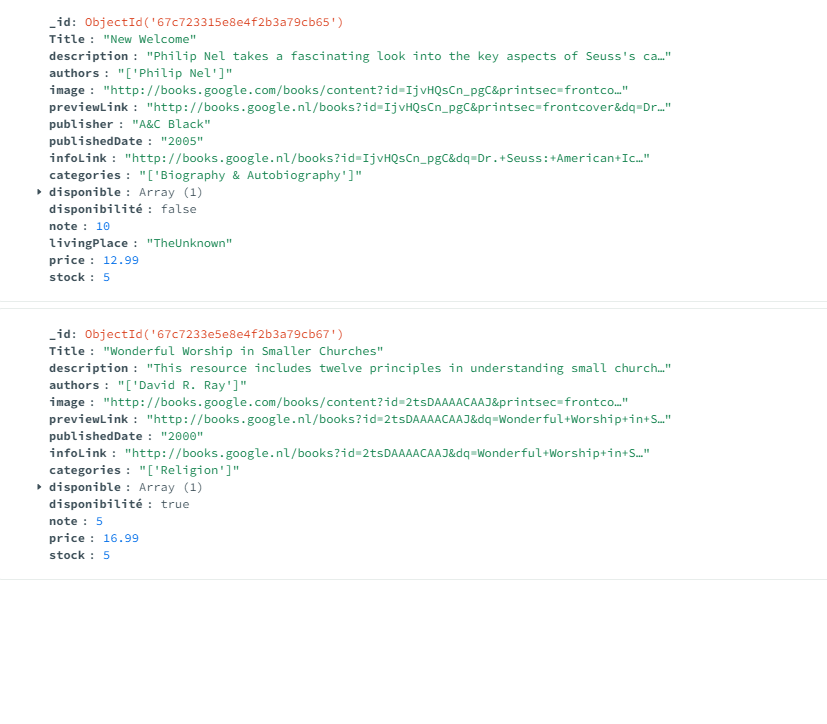 _id: ObjectId('67c723315e8e4f2b3a79cb65')
Title : "New Welcome"
description : "Philip Nel takes a fascinating look into the key aspects of Seuss's ca…"
authors : "['Philip Nel']"
image : "http://books.google.com/books/content?id=IjvHQsCn_pgC&printsec=frontco…"
previewLink : "http://books.google.nl/books?id=IjvHQsCn_pgC&printsec=frontcover&dq=Dr…"
publisher : "A&C Black"
publishedDate : "2005"
infoLink : "http://books.google.nl/books?id=IjvHQsCn_pgC&dq=Dr.+Seuss:+American+Ic…"
categories : "['Biography & Autobiography']"
disponible : Array (1)
disponibilité : false
note : 10
livingPlace : "TheUnknown"
price : 12.99
stock : 5
_id: ObjectId('67c7233e5e8e4f2b3a79cb67')
Title : "Wonderful Worship in Smaller Churches"
description : "This resource includes twelve principles in understanding small church…"
authors : "['David R. Ray']"
image : "http://books.google.com/books/content?id=2tsDAAAACAAJ&printsec=frontco…"
previewLink : "http://books.google.nl/books?id=2tsDAAAACAAJ&dq=Wonderful+Worship+in+S…"
publishedDate : "2000"
infoLink : "http://books.google.nl/books?id=2tsDAAAACAAJ&dq=Wonderful+Worship+in+S…"
categories : "['Religion']"
disponible : Array (1)
disponibilité : true
note : 5
price : 16.99
stock : 5